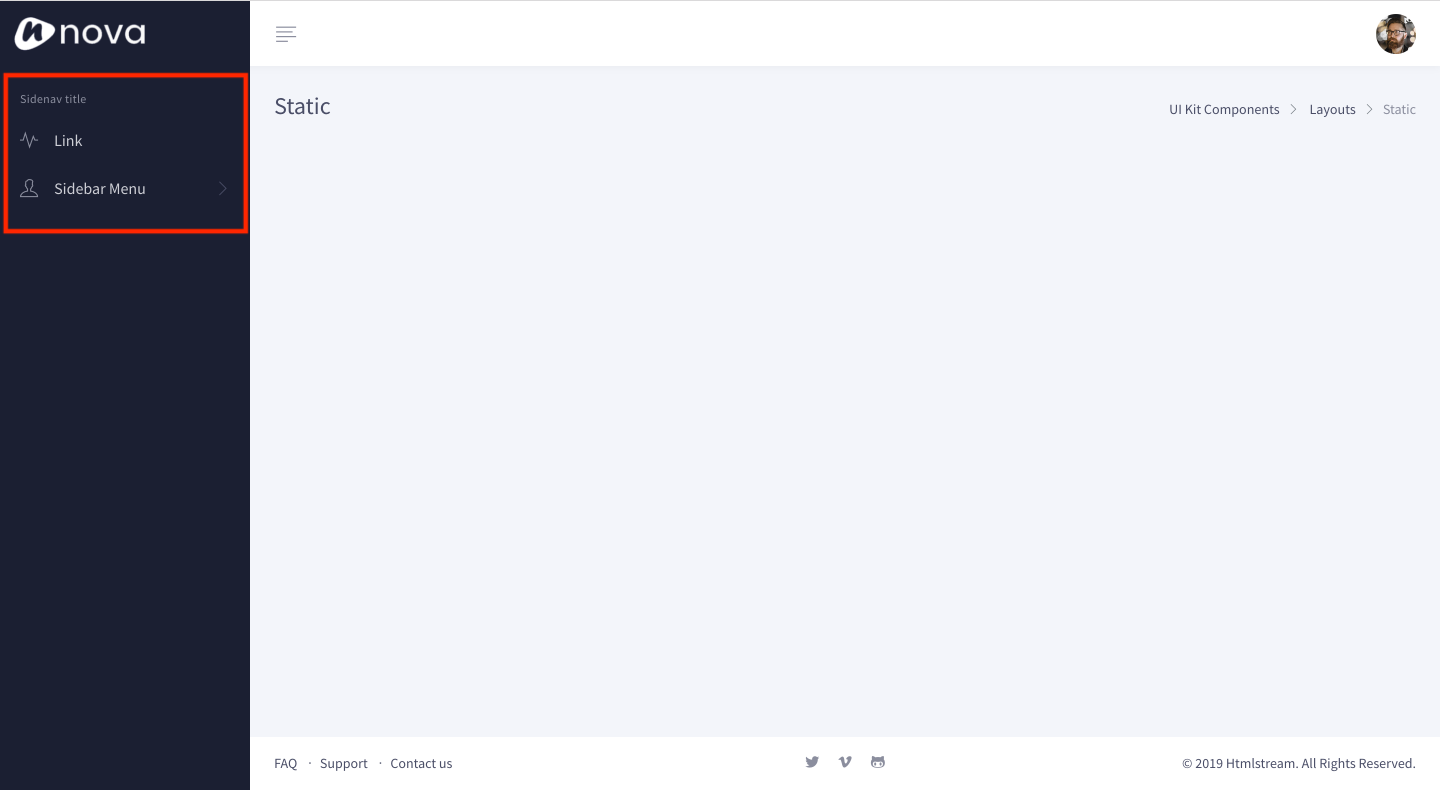 nova
Sidenav title
Link
Sidebar Menu
Static
UI Kit Components
Layouts
Static
FAQ · Support · Contact us
© 2019 Htmlstream. All Rights Reserved.